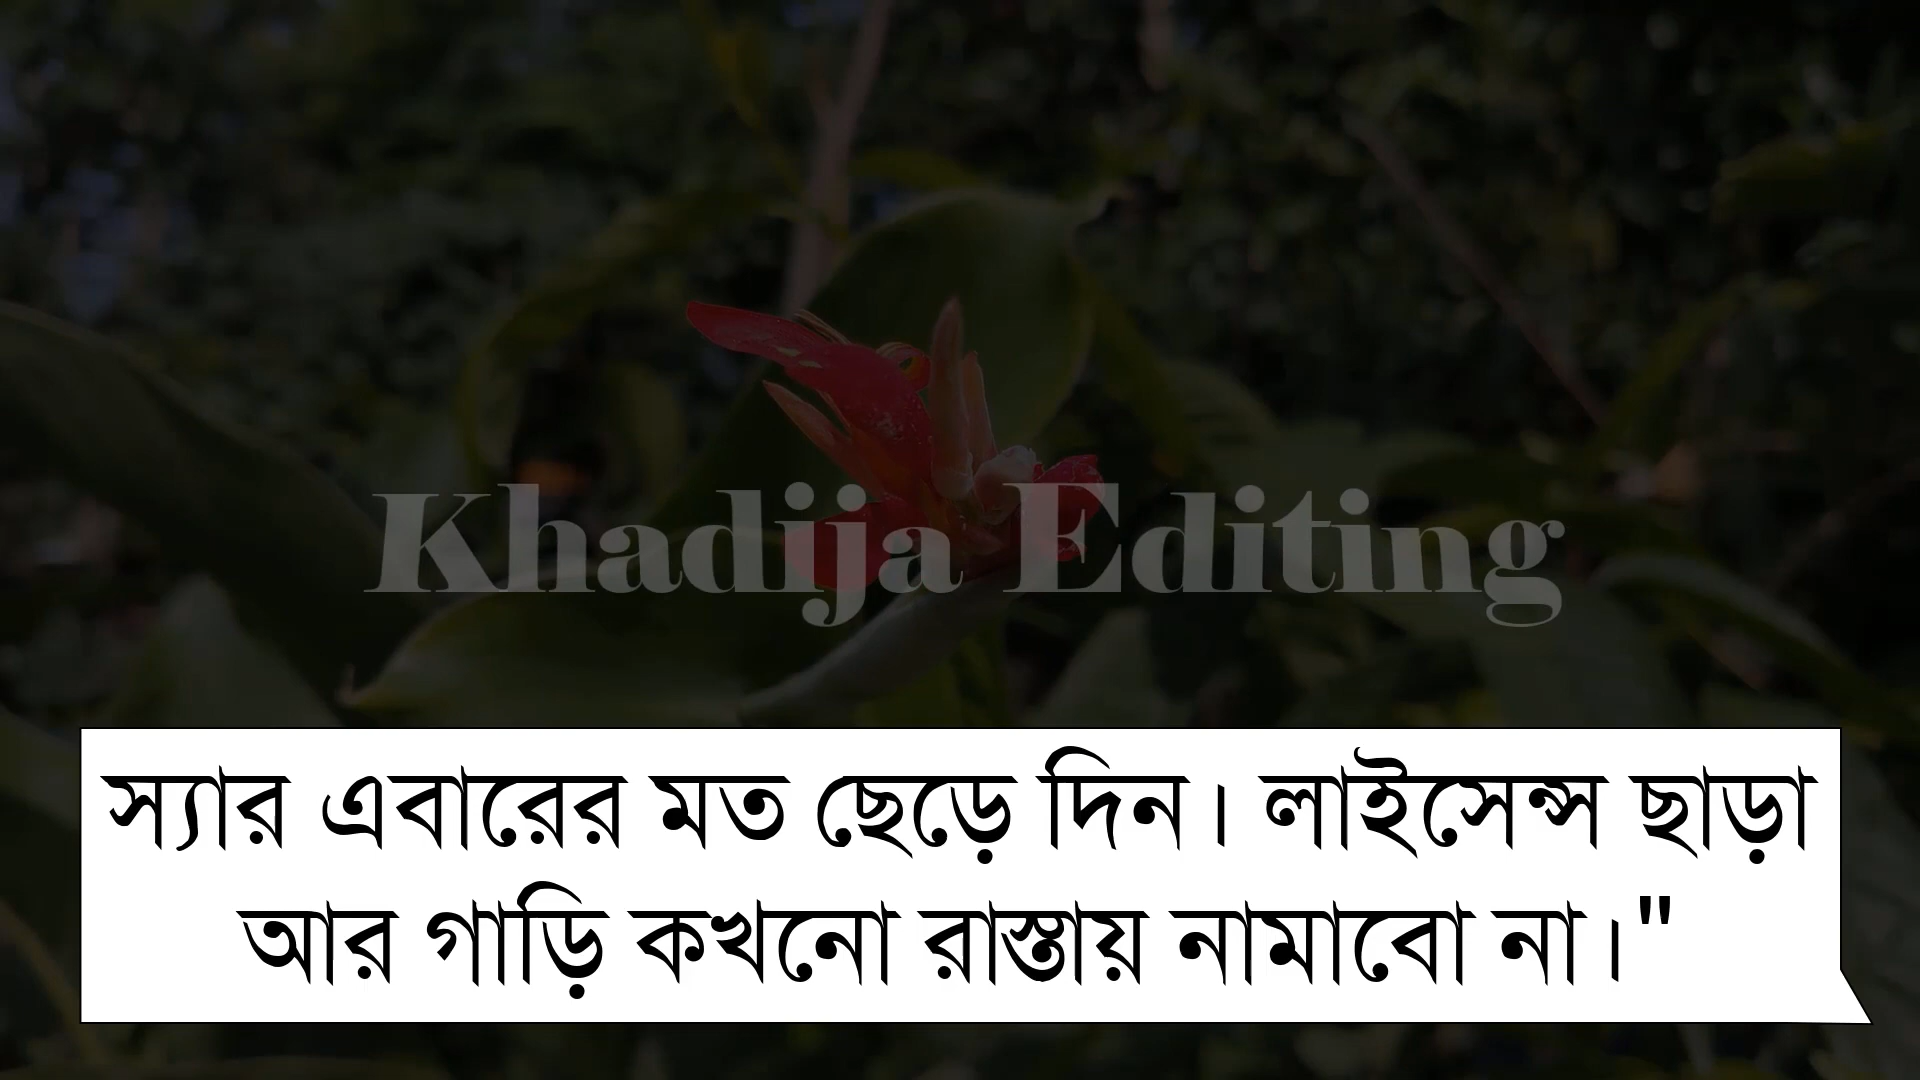 Khadija Editing
স্যার এবারের মত ছেড়ে দিন। লাইসেন্স ছাড়া
আর গাড়ি কখনো রাস্তায় নামাবো না।"